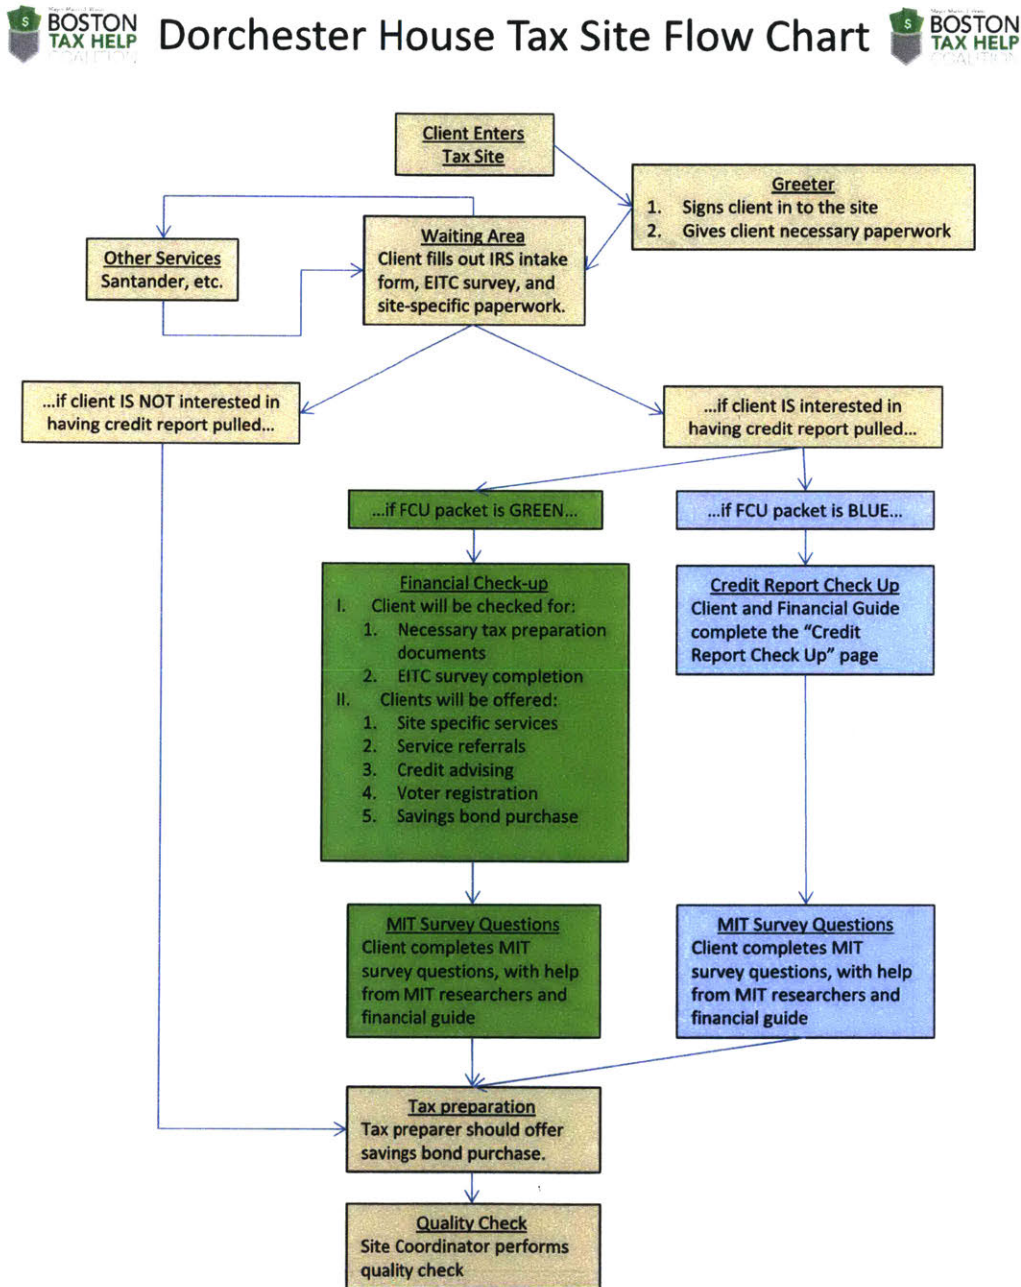 BOSTON
TAX HELP
COALITION
Dorchester House Tax Site Flow Chart
BOSTON
TAX HELP
COALITION
Client Enters
Tax Site
Greeter
1. Signs client in to the site
2. Gives client necessary paperwork
Waiting Area
Client fills out IRS intake
form, EITC survey, and
site-specific paperwork.
Other Services
Santander, etc.
...if client IS NOT interested in
having credit report pulled...
...if client IS interested in
having credit report pulled...
...if FCU packet is GREEN...
...if FCU packet is BLUE...
Financial Check-up
I. Client will be checked for:
1. Necessary tax preparation
documents
2. EITC survey completion
II. Clients will be offered:
1. Site specific services
2. Service referrals
3. Credit advising
4. Voter registration
5. Savings bond purchase
Credit Report Check Up
Client and Financial Guide
complete the “Credit
Report Check Up” page
MIT Survey Questions
Client completes MIT
survey questions, with help
from MIT researchers and
financial guide
MIT Survey Questions
Client completes MIT
survey questions, with help
from MIT researchers and
financial guide
Tax preparation
Tax preparer should offer
savings bond purchase.
Quality Check
Site Coordinator performs
quality check